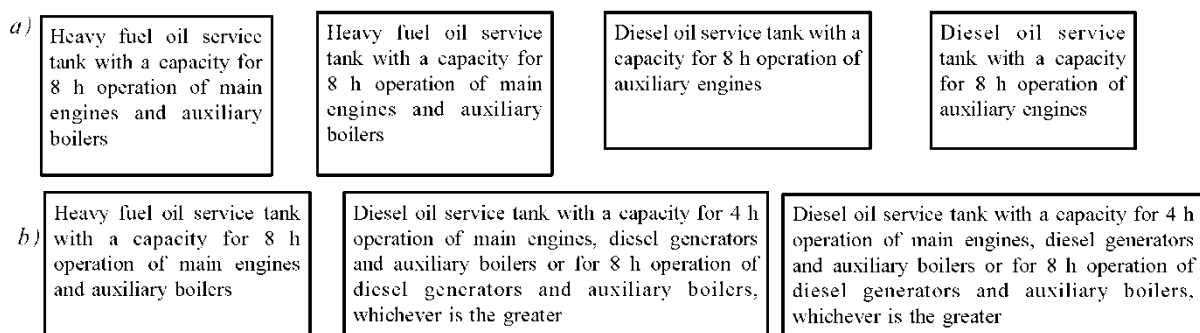 a)
Heavy fuel oil service
tank with a capacity for
8 h operation of main
engines and auxiliary
boilers
Heavy fuel oil service
tank with a capacity for
8 h operation of main
engines and auxiliary
boilers
Diesel oil service tank with a
capacity for 8 h operation of
auxiliary engines
Diesel oil service
tank with a capacity
for 8 h operation of
auxiliary engines
b)
Heavy fuel oil service tank
with a capacity for 8 h
operation of main engines
and auxiliary boilers
Diesel oil service tank with a capacity for 4 h
operation of main engines, diesel generators
and auxiliary boilers or for 8 h operation of
diesel generators and auxiliary boilers,
whichever is the greater
Diesel oil service tank with a capacity for 4 h
operation of main engines, diesel generators
and auxiliary boilers or for 8 h operation of
diesel generators and auxiliary boilers,
whichever is the greater